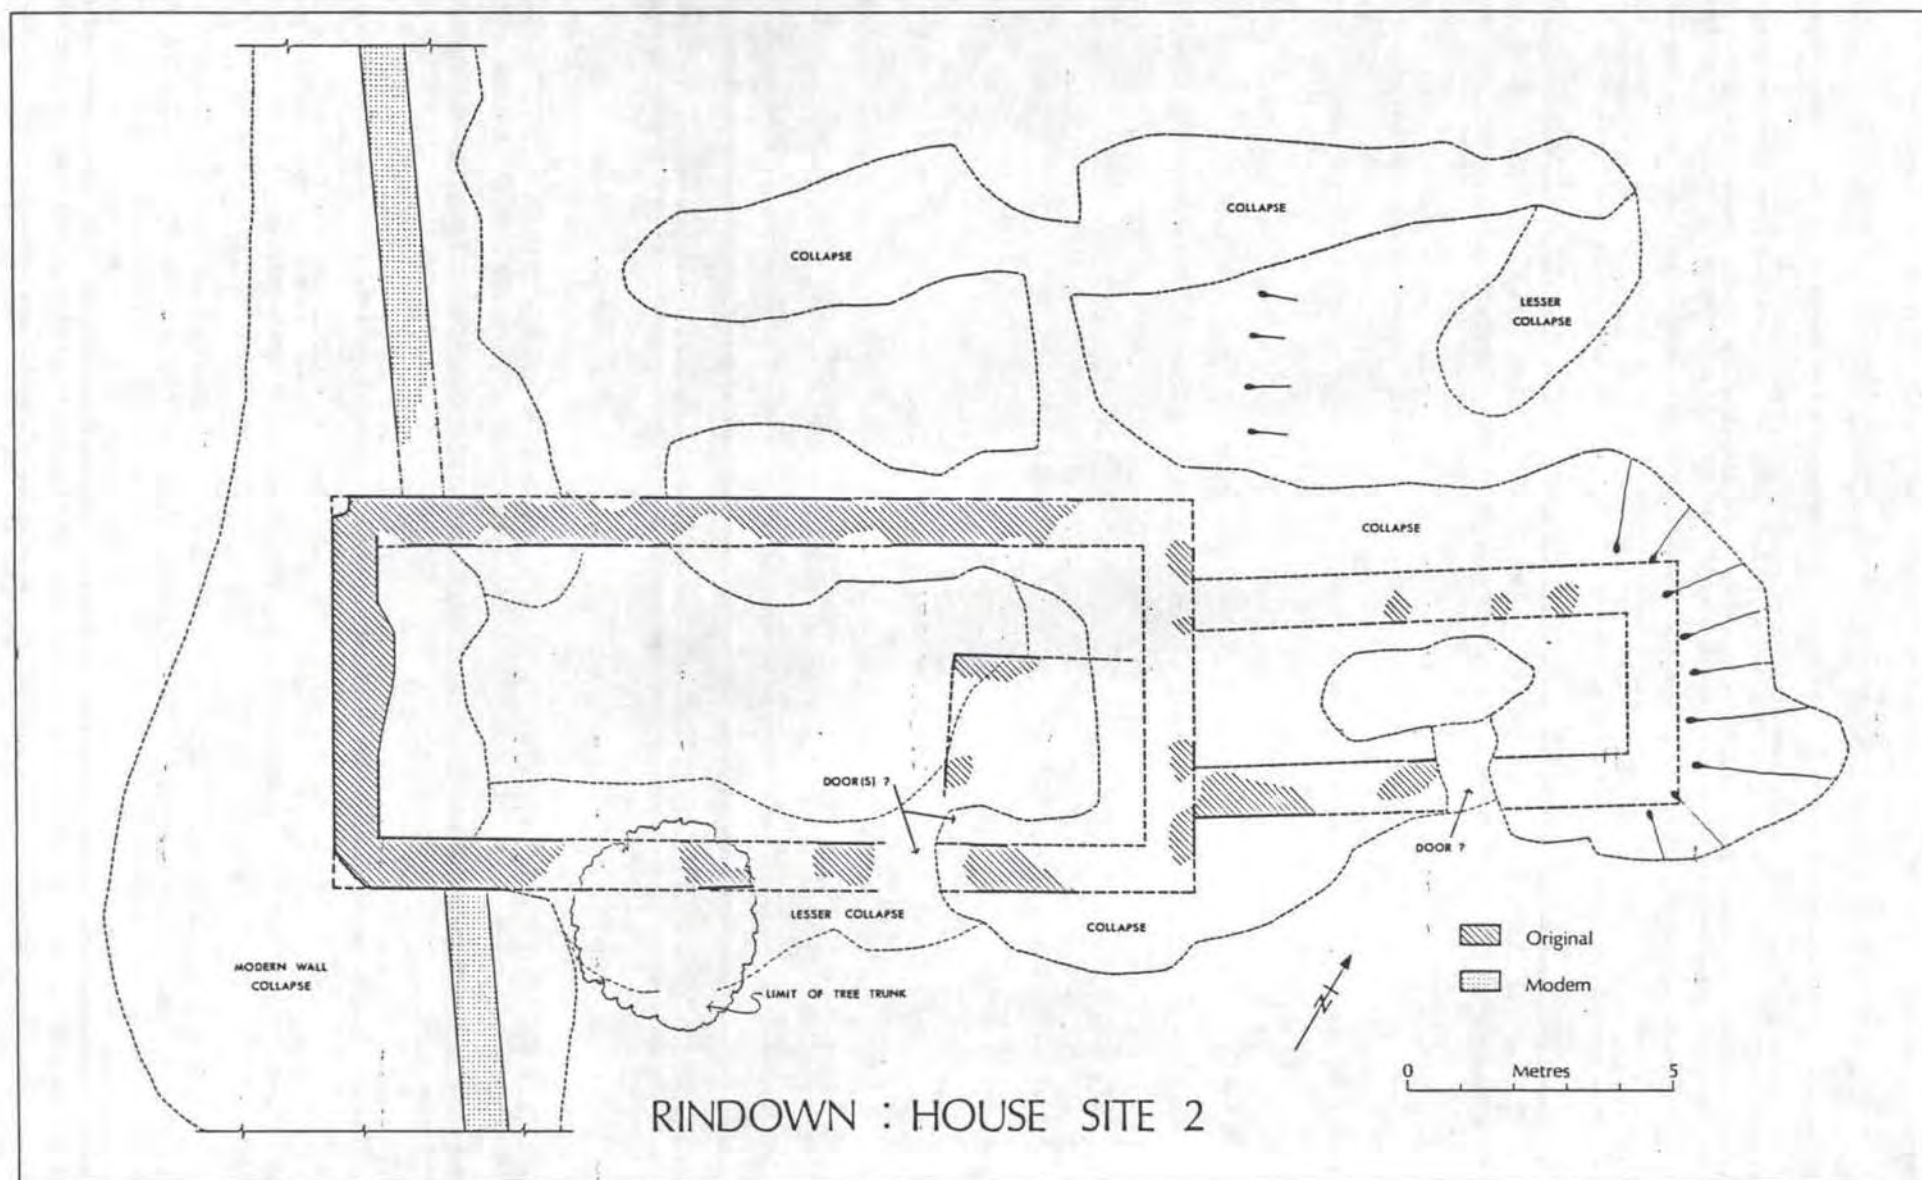 COLLAPSE
COLLAPSE
LESSER
COLLAPSE
COLLAPSE
DOOR(S) ?
DOOR ?
LESSER COLLAPSE
COLLAPSE
MODERN WALL
COLLAPSE
LIMIT OF TREE TRUNK
Original
Modern
N
0 Metres 5
RINDOWN : HOUSE SITE 2